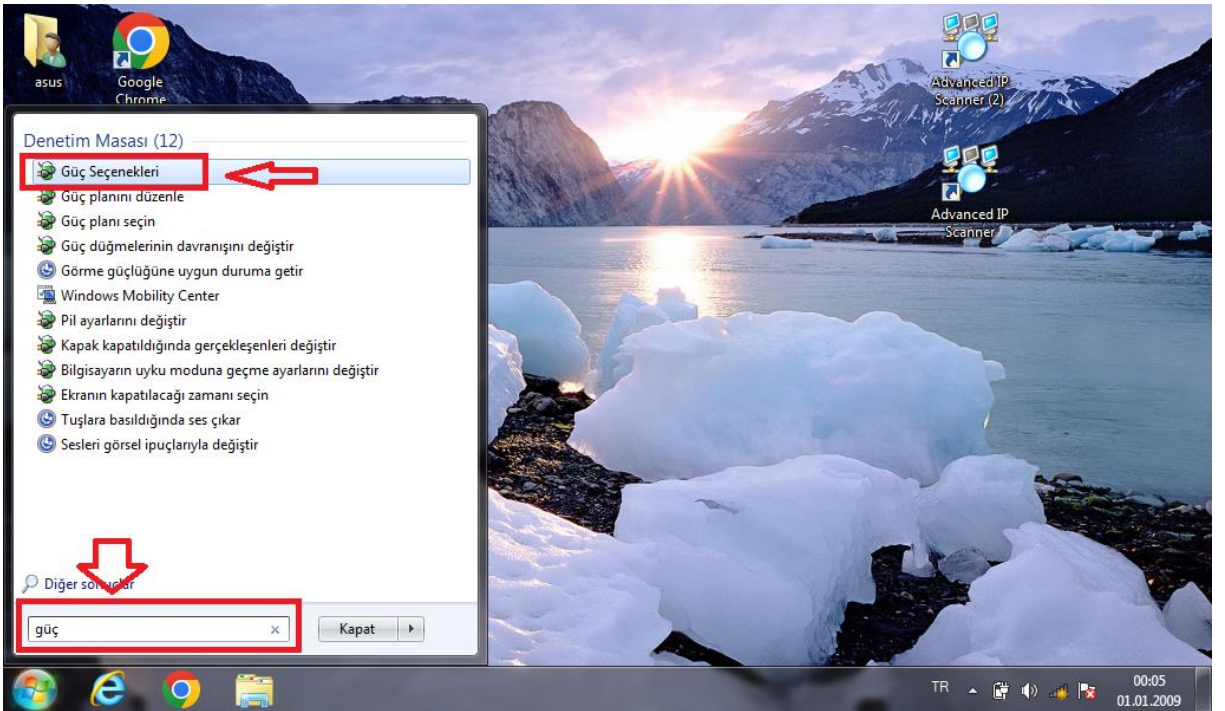 asus
Google
Chrome
Advanced IP
Scanner (2)
Advanced IP
Scanner
Denetim Masası (12)
Güç Seçenekleri
Güç planını düzenle
Güç planı seçin
Güç düğmelerinin davranışını değiştir
Görme güçlüğüne uygun duruma getir
Windows Mobility Center
Pil ayarlarını değiştir
Kapak kapatıldığında gerçekleşenleri değiştir
Bilgisayarın uyku moduna geçme ayarlarını değiştir
Ekranın kapatılacağı zamanı seçin
Tuşlara basıldığında ses çıkar
Sesleri görsel ipuçlarıyla değiştir
Diğer sonuçlar
güç
Kapat
TR
00:05
01.01.2009